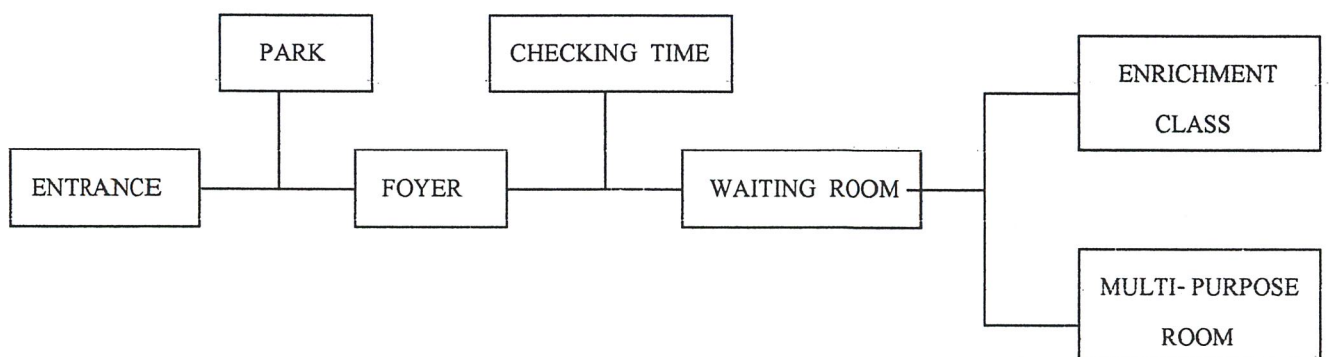 PARK
CHECKING TIME
ENRICHMENT
CLASS
ENTRANCE
FOYER
WAITING ROOM
MULTI- PURPOSE
ROOM